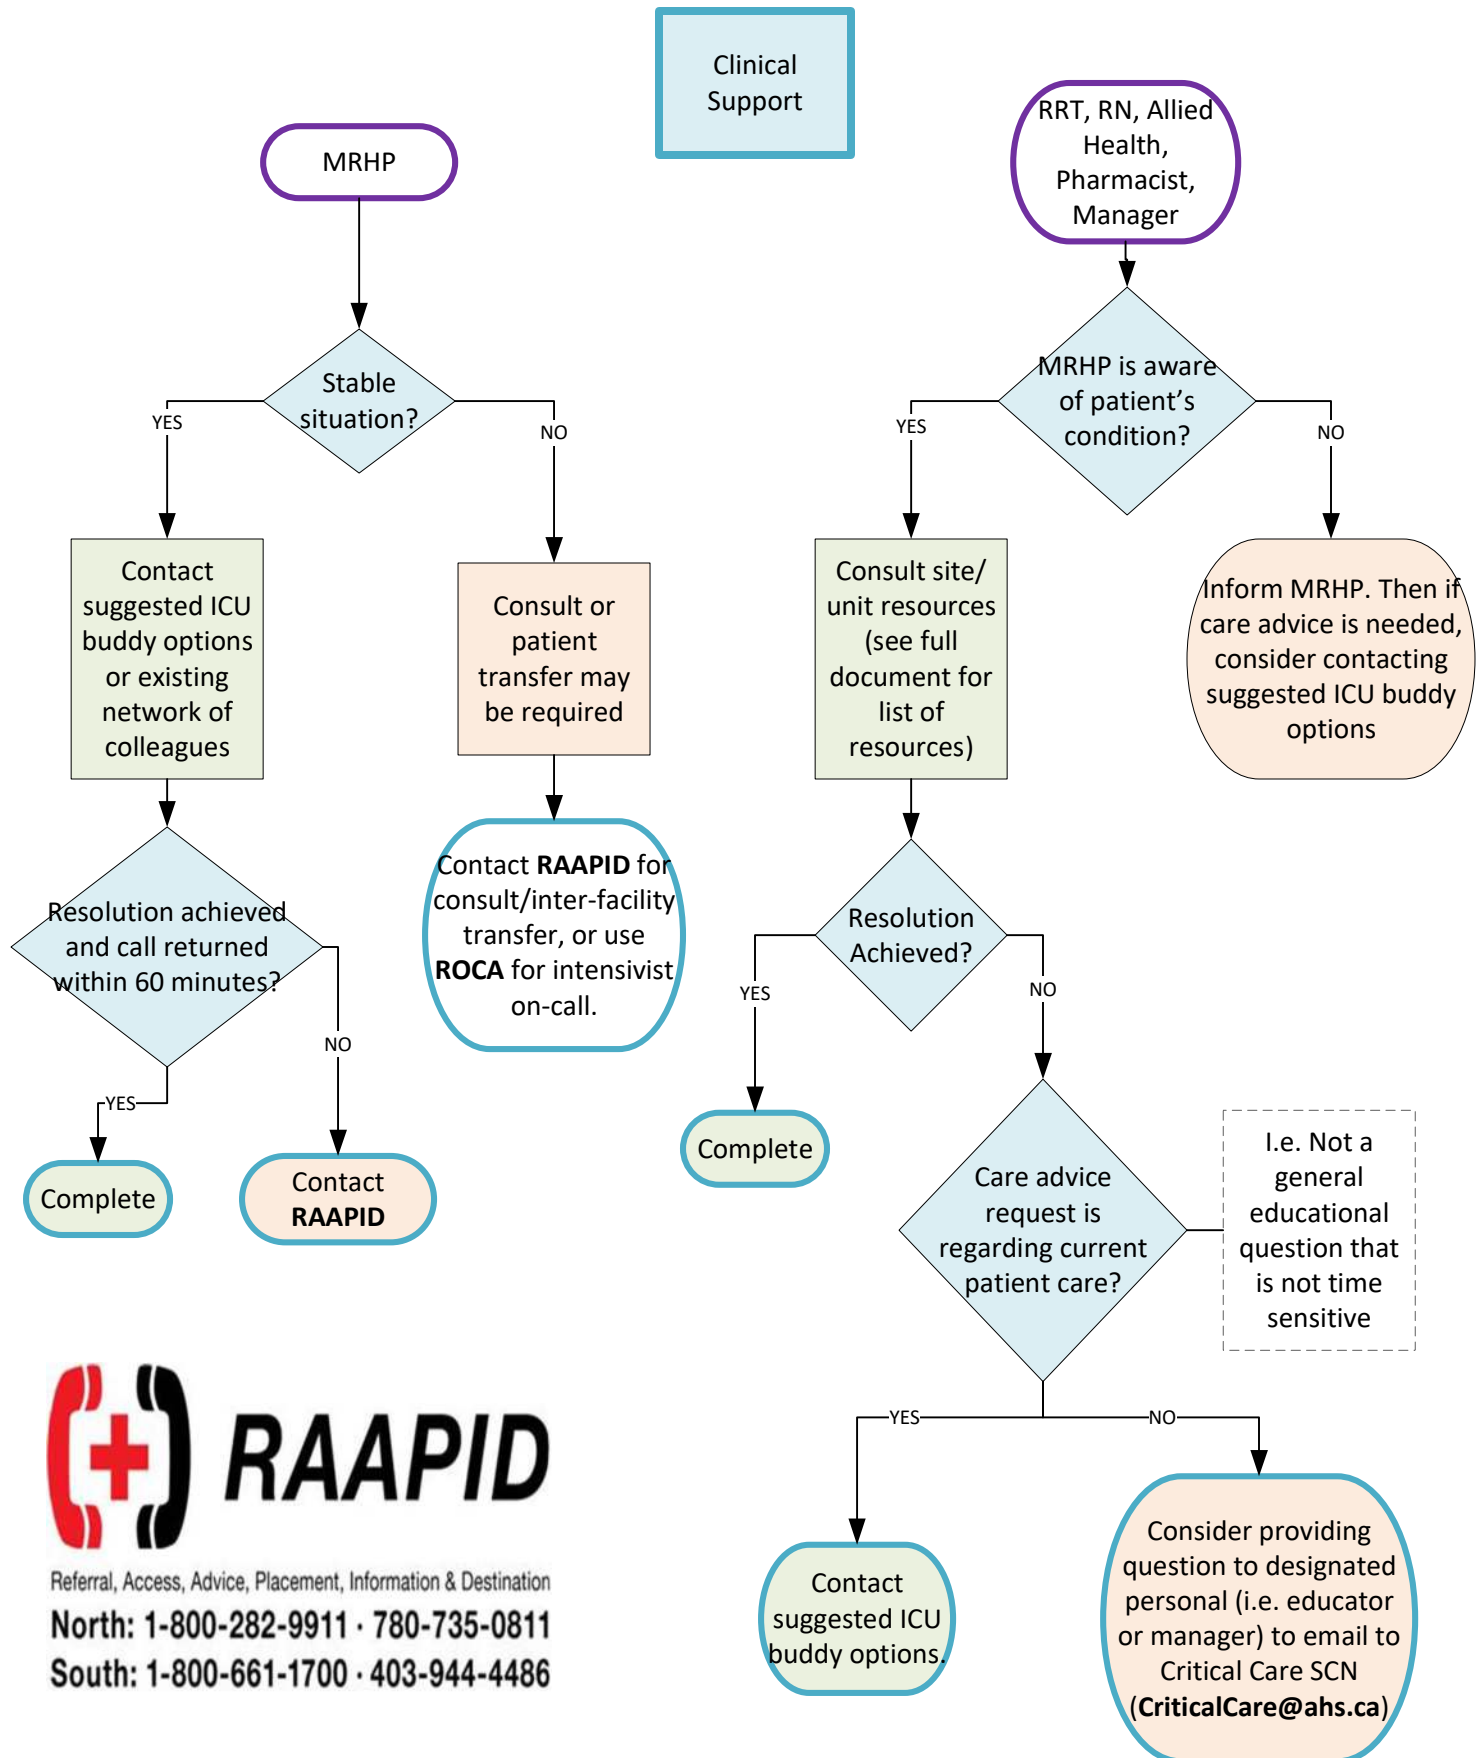 Clinical
Support
MRHP
Stable
situation?
YES
NO
Contact
suggested ICU
buddy options
or existing
network of
colleagues
Consult or
patient
transfer may
be required
Resolution achieved
and call returned
within 60 minutes?
Contact RAAPID for
consult/inter-facility
transfer, or use
ROCA for intensivist
on-call.
YES
NO
Complete
Contact
RAAPID
RRT, RN, Allied
Health,
Pharmacist,
Manager
MRHP is aware
of patient’s
condition?
YES
NO
Consult site/
unit resources
(see full
document for
list of
resources)
Inform MRHP. Then if
care advice is needed,
consider contacting
suggested ICU buddy
options
Resolution
Achieved?
YES
NO
Complete
Care advice
request is
regarding current
patient care?
I.e. Not a
general
educational
question that
is not time
sensitive
YES
NO
Contact
suggested ICU
buddy options.
Consider providing
question to designated
personal (i.e. educator
or manager) to email to
Critical Care SCN
(CriticalCare@ahs.ca)
RAAPID
Referral, Access, Advice, Placement, Information & Destination
North: 1-800-282-9911 · 780-735-0811
South: 1-800-661-1700 · 403-944-4486